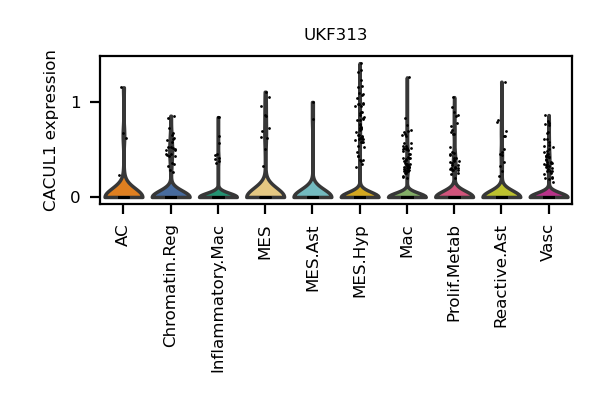 UKF313
CACUL1 expression
1
0
AC
Chromatin.Reg
Inflammatory.Mac
MES
MES.Ast
MES.Hyp
Mac
Prolif.Metab
Reactive.Ast
Vasc